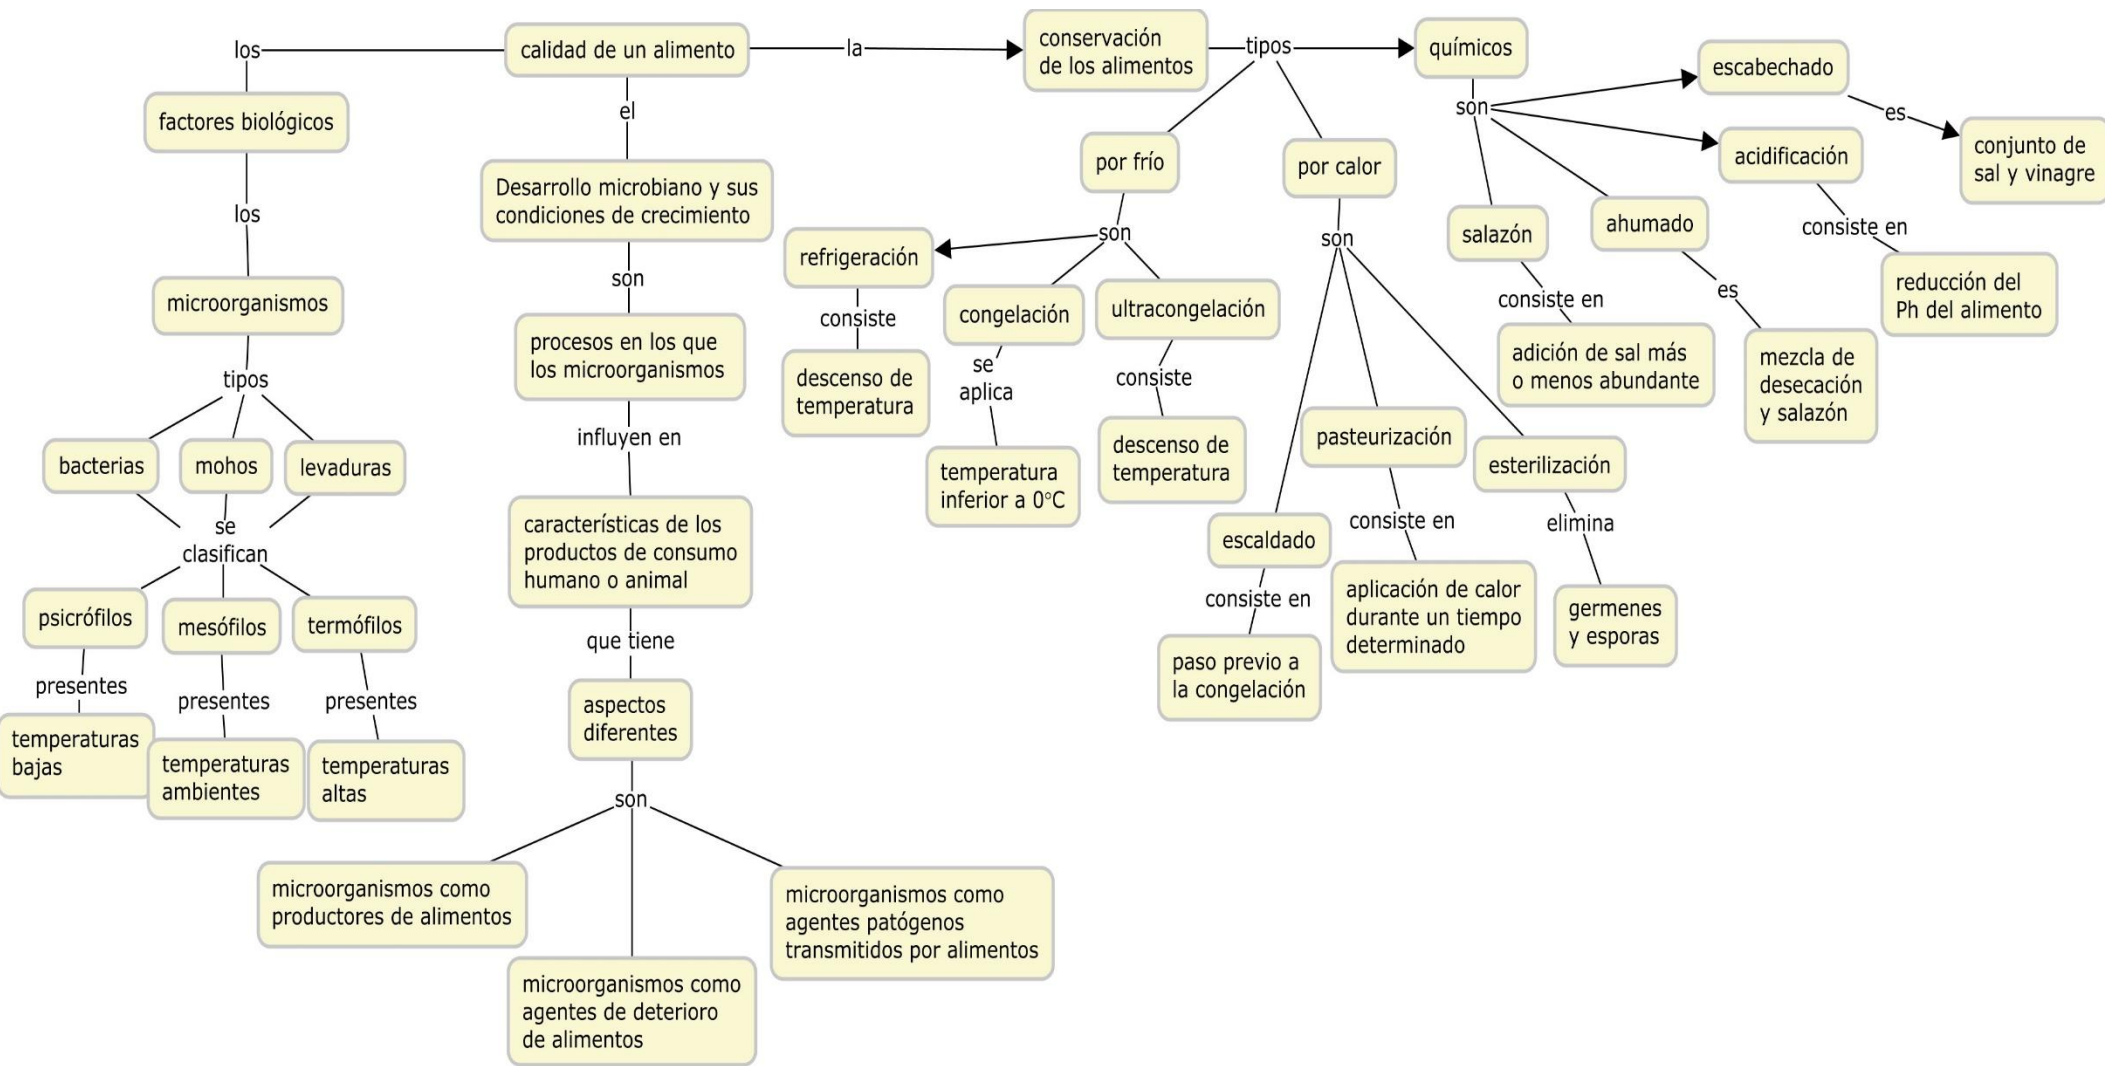 calidad de un alimento
los
factores biológicos
los
microorganismos
tipos
bacterias
mohos
levaduras
se
clasifican
psicrófilos
mesófilos
termófilos
presentes
presentes
presentes
temperaturas
bajas
temperaturas
ambientes
temperaturas
altas
el
Desarrollo microbiano y sus
condiciones de crecimiento
son
procesos en los que
los microorganismos
influyen en
características de los
productos de consumo
humano o animal
que tiene
aspectos
diferentes
son
microorganismos como
productores de alimentos
microorganismos como
agentes de deterioro
de alimentos
microorganismos como
agentes patógenos
transmitidos por alimentos
la
conservación
de los alimentos
tipos
por frío
son
refrigeración
consiste
descenso de
temperatura
congelación
se
aplica
temperatura
inferior a 0°C
ultracongelación
consiste
descenso de
temperatura
por calor
son
escaldado
consiste en
paso previo a
la congelación
pasteurización
consiste en
aplicación de calor
durante un tiempo
determinado
esterilización
elimina
germenes
y esporas
químicos
son
salazón
consiste en
adición de sal más
o menos abundante
ahumado
es
mezcla de
desecación
y salazón
acidificación
consiste en
reducción del
Ph del alimento
escabechado
es
conjunto de
sal y vinagre